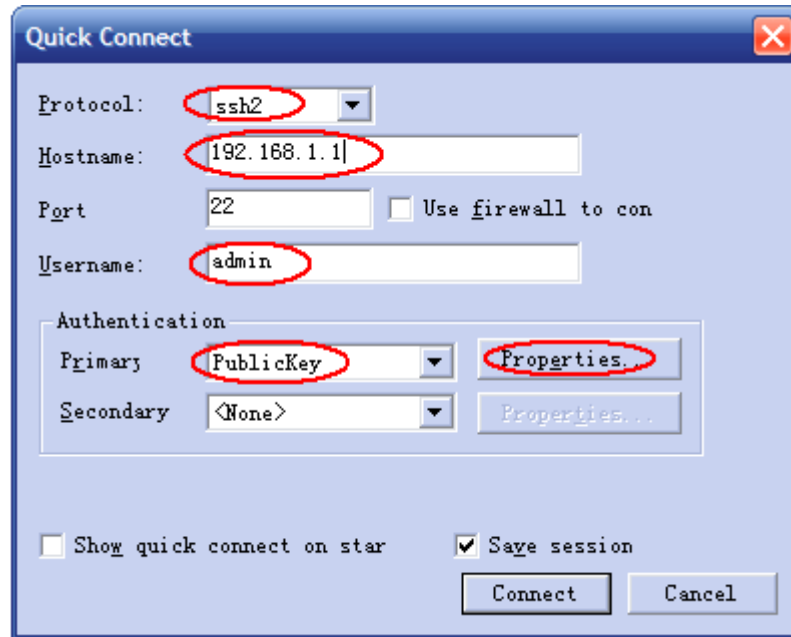 Quick Connect
Protocol: ssh2
Hostname: 192.168.1.1
Port 22 Use firewall to con
Username: admin
Authentication
Primary PublicKey Properties..
Secondary <None> Properties...
Show quick connect on star Save session
Connect Cancel